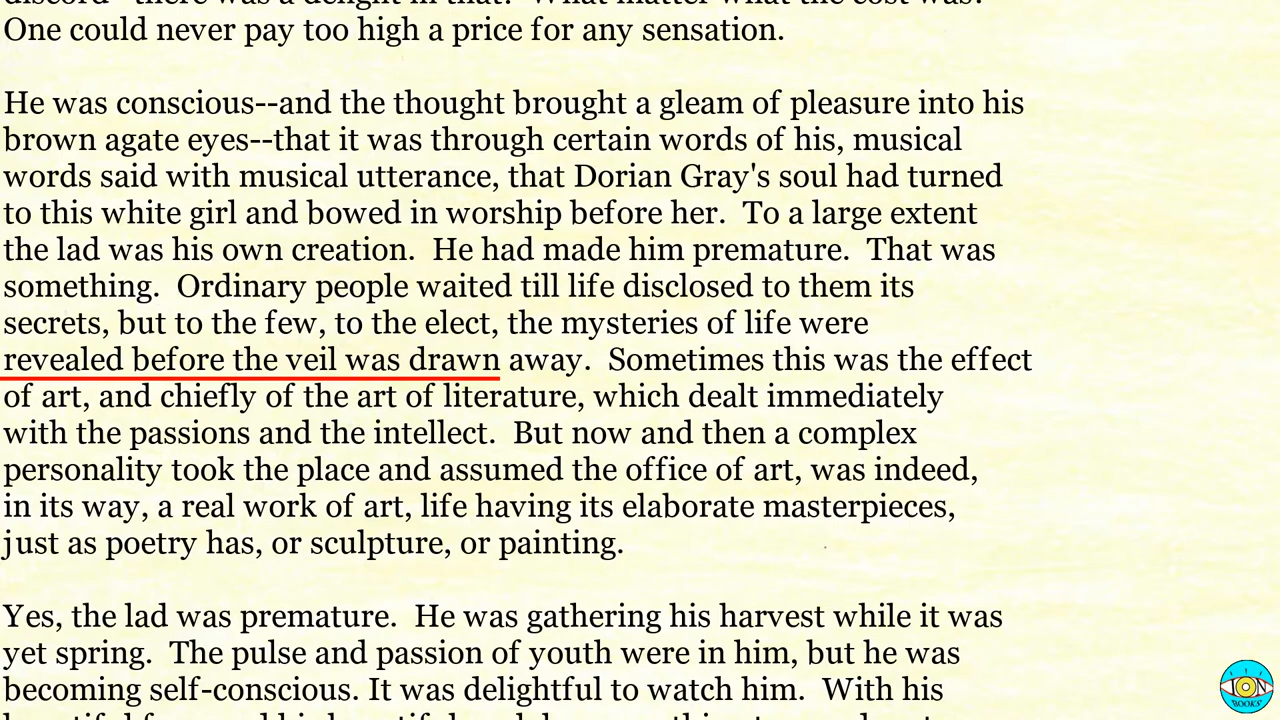 One could never pay too high a price for any sensation.
He was conscious--and the thought brought a gleam of pleasure into his
brown agate eyes--that it was through certain words of his, musical
words said with musical utterance, that Dorian Gray's soul had turned
to this white girl and bowed in worship before her.  To a large extent
the lad was his own creation.  He had made him premature.  That was
something.  Ordinary people waited till life disclosed to them its
secrets, but to the few, to the elect, the mysteries of life were
revealed before the veil was drawn away.  Sometimes this was the effect
of art, and chiefly of the art of literature, which dealt immediately
with the passions and the intellect.  But now and then a complex
personality took the place and assumed the office of art, was indeed,
in its way, a real work of art, life having its elaborate masterpieces,
just as poetry has, or sculpture, or painting.
Yes, the lad was premature.  He was gathering his harvest while it was
yet spring.  The pulse and passion of youth were in him, but he was
becoming self-conscious. It was delightful to watch him.  With his
ION
BOOKS